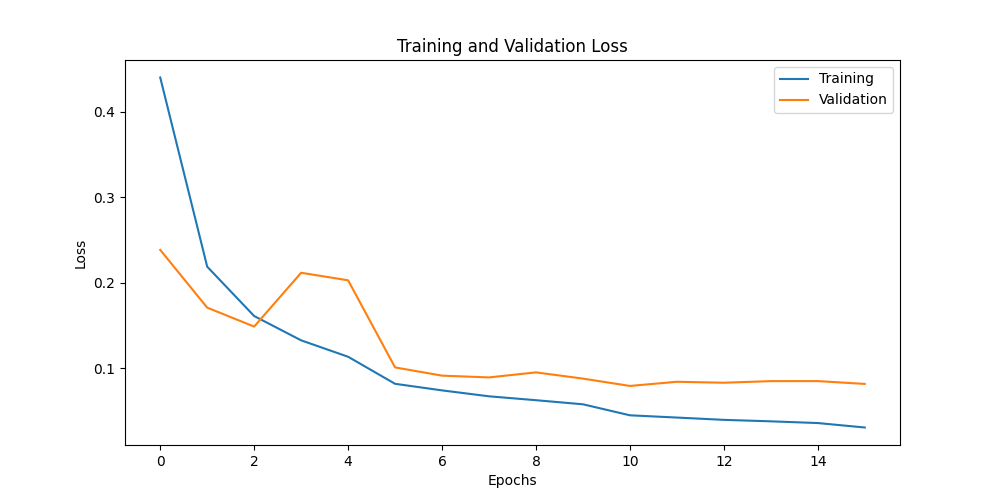 Training and Validation Loss
Training
Validation
0.4
0.3
0.2
0.1
Loss
0 2 4 6 8 10 12 14
Epochs